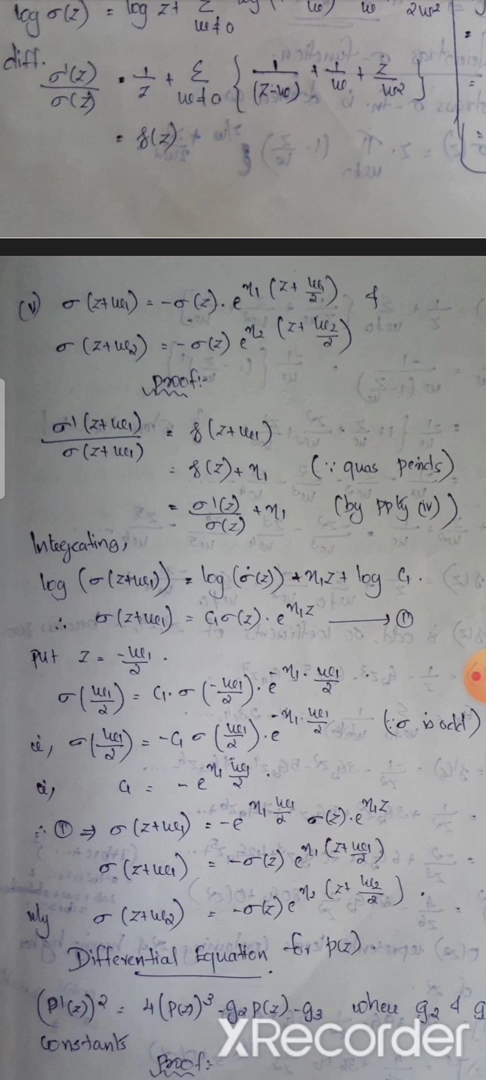 log σ(z) = log z + Σ
w≠0
diff.
σ'(z)/σ(z) = 1/z + Σ_{w≠0} { 1/(z-w) + 1/w + z/w² }
= ζ(z)
(v) σ(z+w₁) = -σ(z). e^{η₁(z+w₁/2)} &
σ(z+w₂) = -σ(z) e^{η₂(z+w₂/2)}
Proof:-
σ'(z+w₁)/σ(z+w₁) = ζ(z+w₁)
= ζ(z)+η₁ (∵ quas peiods)
= σ'(z)/σ(z) + η₁ (by ppty (iv))
Integrating,
log (σ(z+w₁)) = log(σ(z)) + η₁z + log c₁.
∴ σ(z+w₁) = c₁σ(z). e^{η₁z} ⟶ ①
put z = -w₁/2.
σ(w₁/2) = c₁. σ(-w₁/2). e^{-η₁. w₁/2}
ie, σ(w₁/2) = -c₁ σ(w₁/2). e^{-η₁. w₁/2} (∵ σ is odd)
ie, c₁ = -e^{η₁ w₁/2}.
∴ ① ⇒ σ(z+w₁) = -e^{η₁. w₁/2} σ(z). e^{η₁z}
σ(z+w₁) = -σ(z) e^{η₁(z+w₁/2)}
lly σ(z+w₂) = -σ(z) e^{η₂(z+w₂/2)}.
Differential Equation for p(z).
(p'(z))² = 4(p(z))³ - g₂ p(z) - g₃ where g₂ & g
constants
Proof:-
XRecorder